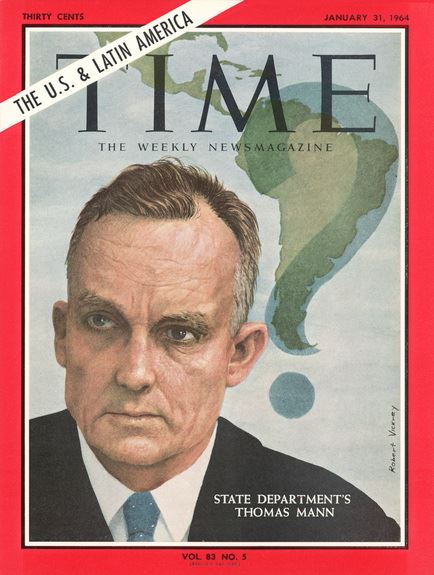 THIRTY CENTS
JANUARY 31, 1964
THE U.S. & LATIN AMERICA
TIME
THE WEEKLY NEWSMAGAZINE
Robert Vickrey
STATE DEPARTMENT'S
THOMAS MANN
VOL. 83 NO. 5